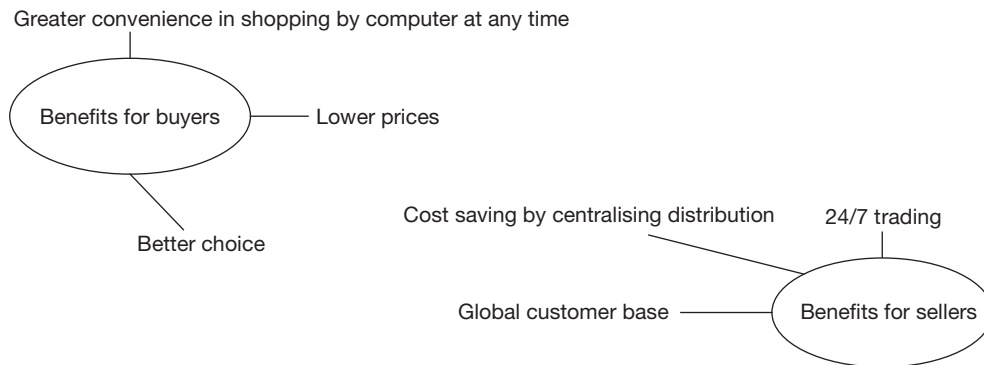 Greater convenience in shopping by computer at any time
Benefits for buyers
Lower prices
Better choice
Cost saving by centralising distribution
24/7 trading
Global customer base
Benefits for sellers